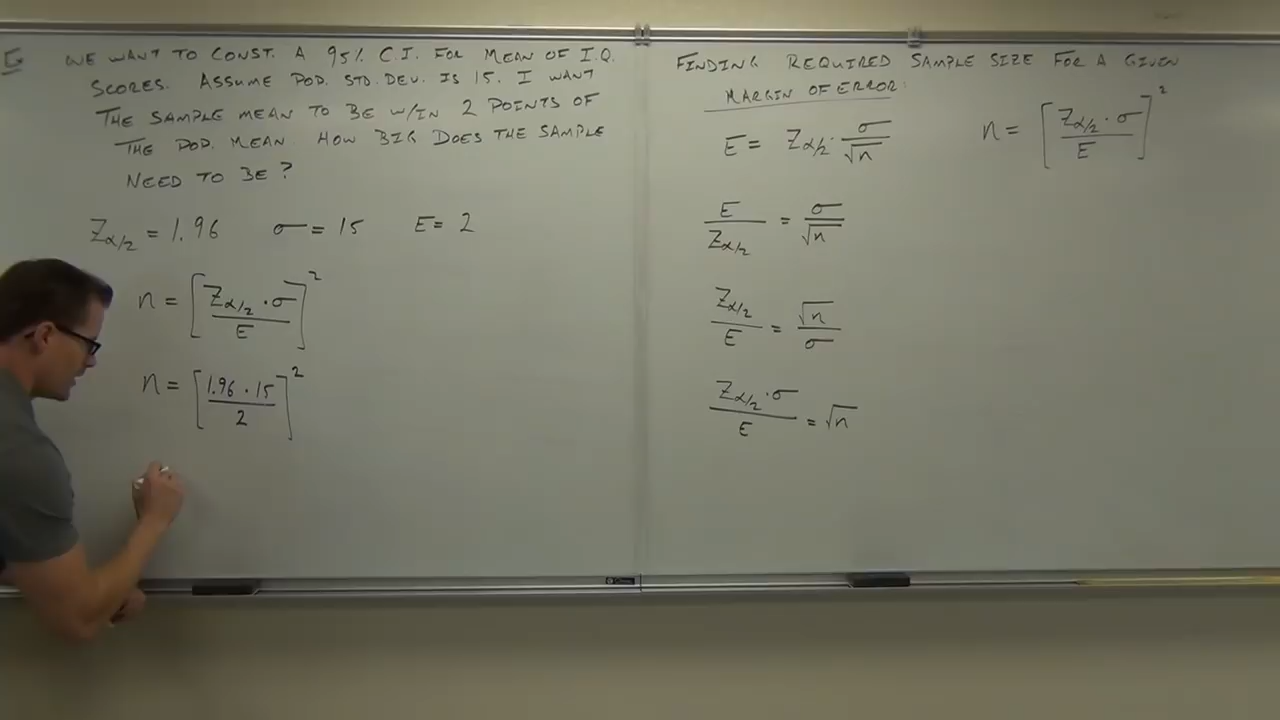 Ex WE WANT TO CONST. A 95% C.I. FOR MEAN OF I.Q.
SCORES. ASSUME POP. STD. DEV. IS 15. I WANT
THE SAMPLE MEAN TO BE W/IN 2 POINTS OF
THE POP. MEAN. HOW BIG DOES THE SAMPLE
NEED TO BE?
Zα/2 = 1.96 σ = 15 E = 2
n = [Zα/2 · σ / E]²
n = [1.96 · 15 / 2]²
FINDING REQUIRED SAMPLE SIZE FOR A GIVEN
MARGIN OF ERROR:
E = Zα/2 · σ/√n n = [Zα/2 · σ / E]²
E / Zα/2 = σ / √n
Zα/2 / E = √n / σ
Zα/2 · σ / E = √n